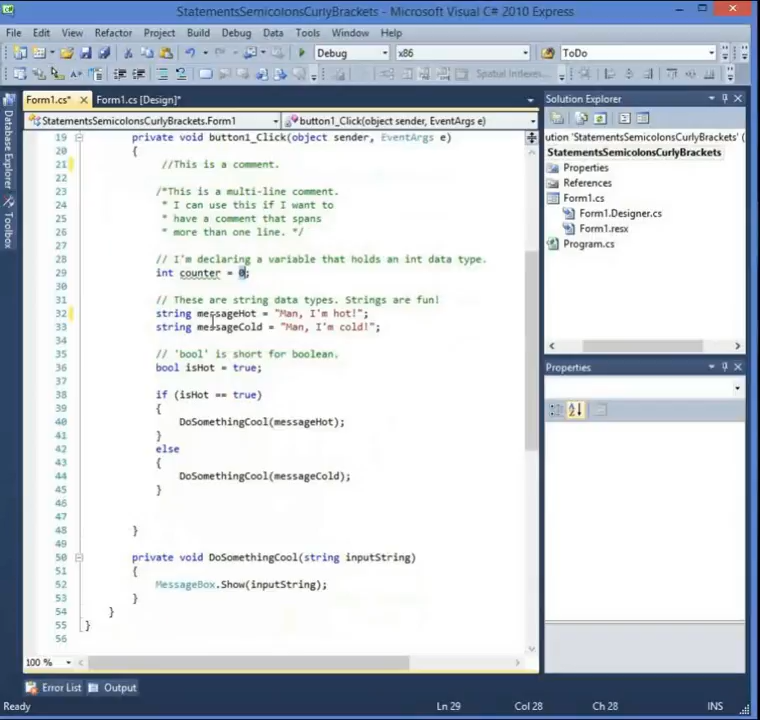 StatementsSemicolonsCurlyBrackets - Microsoft Visual C# 2010 Express
File Edit View Refactor Project Build Debug Data Tools Window Help
Debug x86 ToDo
Spatial Indexes...
Form1.cs* Form1.cs [Design]*
StatementsSemicolonsCurlyBrackets.Form1 button1_Click(object sender, EventArgs e)
19 private void button1_Click(object sender, EventArgs e)
20 {
21 //This is a comment.
22
23 /*This is a multi-line comment.
24 * I can use this if I want to
25 * have a comment that spans
26 * more than one line. */
27
28 // I'm declaring a variable that holds an int data type.
29 int counter = 0;
30
31 // These are string data types. Strings are fun!
32 string messageHot = "Man, I'm hot!";
33 string messageCold = "Man, I'm cold!";
34
35 // 'bool' is short for boolean.
36 bool isHot = true;
37
38 if (isHot == true)
39 {
40 DoSomethingCool(messageHot);
41 }
42 else
43 {
44 DoSomethingCool(messageCold);
45 }
46
47
48 }
49
50 private void DoSomethingCool(string inputString)
51 {
52 MessageBox.Show(inputString);
53 }
54 }
55 }
56
100 %
Database Explorer
Toolbox
Solution Explorer
ution 'StatementsSemicolonsCurlyBrackets' (
StatementsSemicolonsCurlyBrackets
Properties
References
Form1.cs
Form1.Designer.cs
Form1.resx
Program.cs
Properties
Error List Output
Ready Ln 29 Col 28 Ch 28 INS